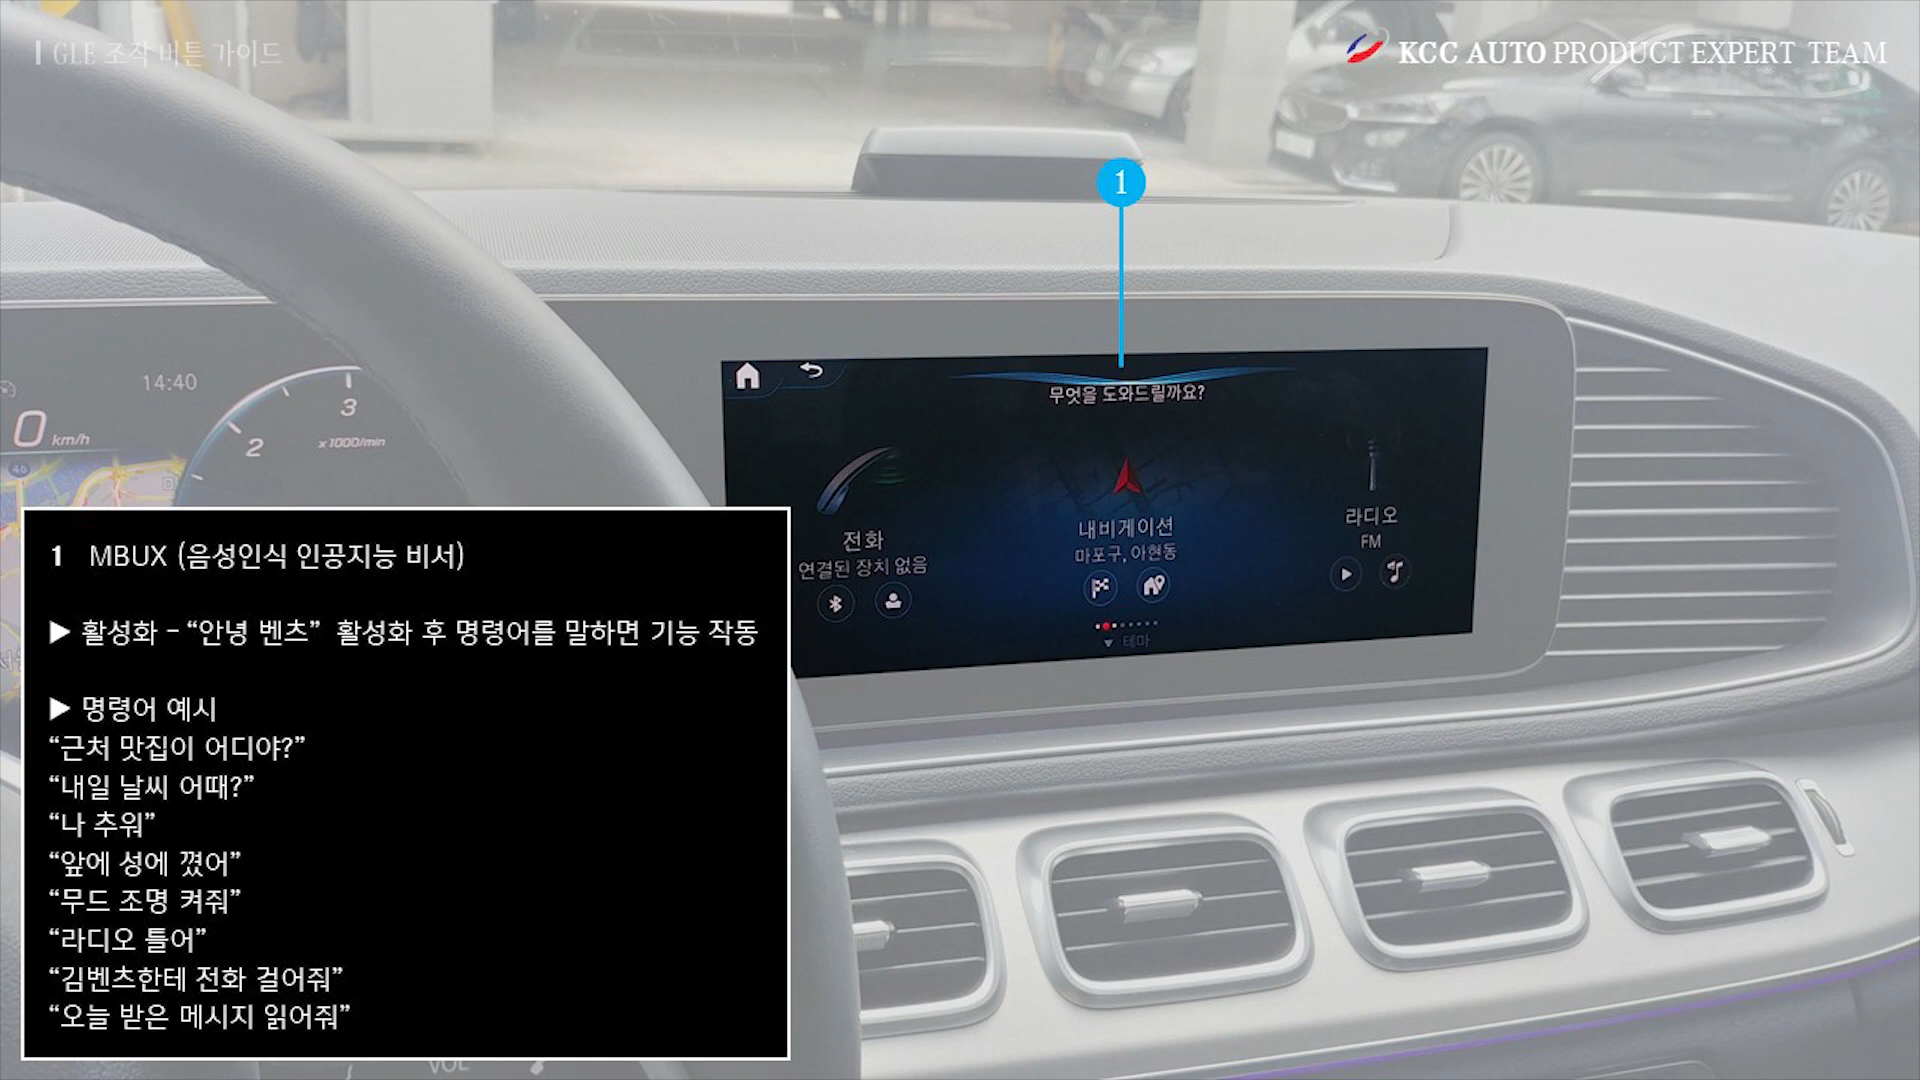 GLE 조작 버튼 가이드
KCC AUTO PRODUCT EXPERT TEAM
1
무엇을 도와드릴까요?
14:40
0 km/h
2
3
x1000/min
46
전화
연결된 장치 없음
내비게이션
마포구, 아현동
라디오
FM
테마
1 MBUX (음성인식 인공지능 비서)
▶ 활성화 - “안녕 벤츠” 활성화 후 명령어를 말하면 기능 작동
▶ 명령어 예시
“근처 맛집이 어디야?”
“내일 날씨 어때?”
“나 추워”
“앞에 성에 꼈어”
“무드 조명 켜줘”
“라디오 틀어”
“김벤츠한테 전화 걸어줘”
“오늘 받은 메시지 읽어줘”
VOL